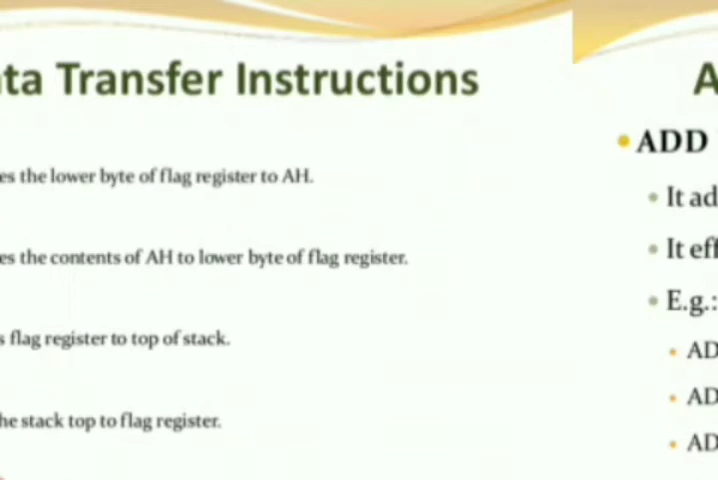 ta Transfer Instructions
es the lower byte of flag register to AH.
es the contents of AH to lower byte of flag register.
s flag register to top of stack.
he stack top to flag register.
A
ADD
It ad
It eff
E.g.:
AD
AD
AD